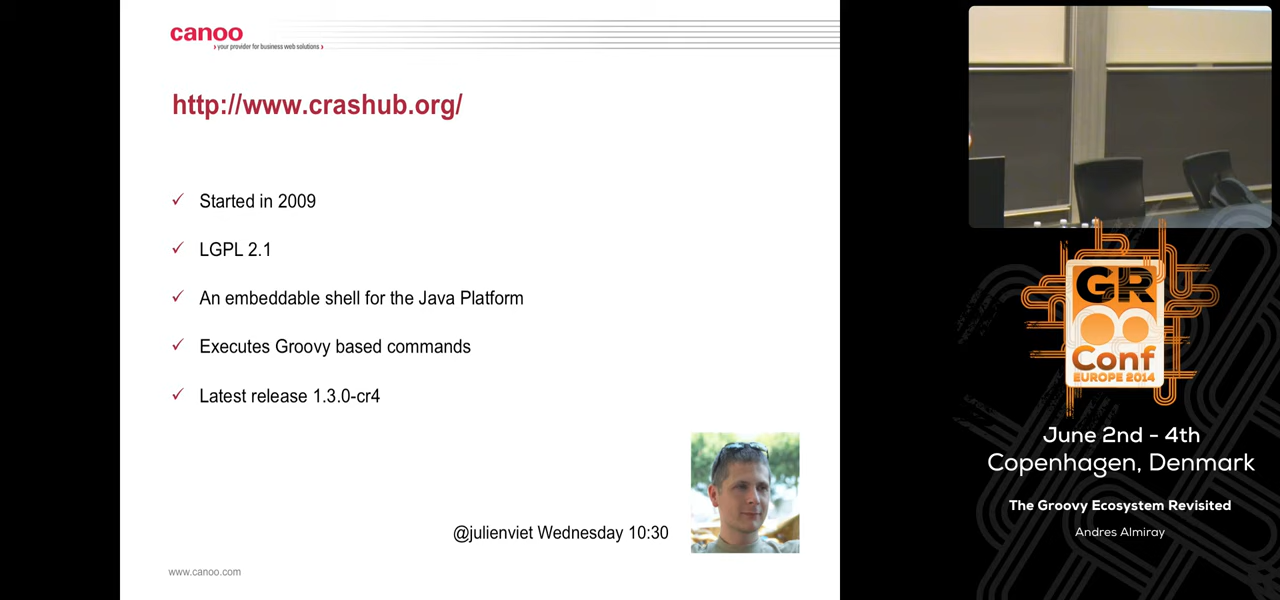 canoo
› your provider for business web solutions ›
http://www.crashub.org/
✓ Started in 2009
✓ LGPL 2.1
✓ An embeddable shell for the Java Platform
✓ Executes Groovy based commands
✓ Latest release 1.3.0-cr4
@julienviet Wednesday 10:30
www.canoo.com
GR
OO
Conf
EUROPE 2014
June 2nd - 4th
Copenhagen, Denmark
The Groovy Ecosystem Revisited
Andres Almiray